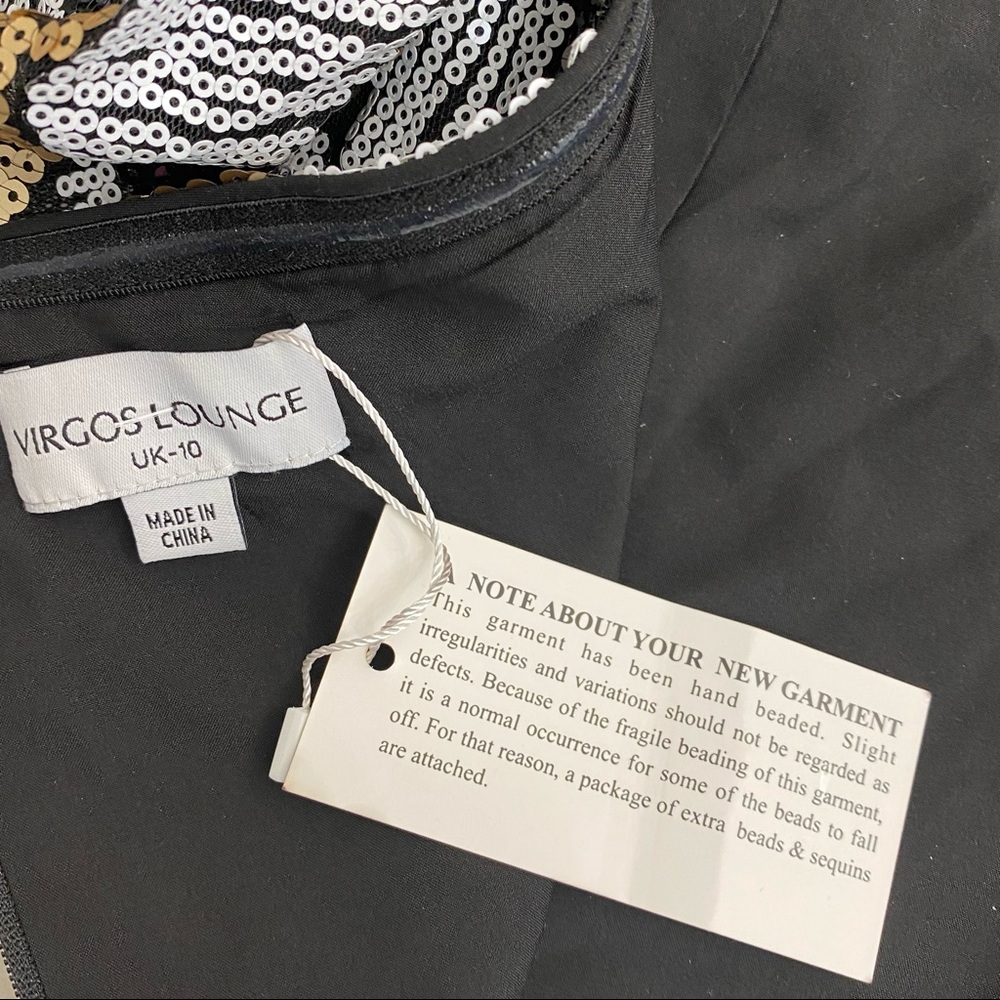 VIRGOS LOUNGE
UK-10
MADE IN
CHINA
A NOTE ABOUT YOUR NEW GARMENT
This garment has been hand beaded. Slight
irregularities and variations should not be regarded as
defects. Because of the fragile beading of this garment,
it is a normal occurrence for some of the beads to fall
off. For that reason, a package of extra beads & sequins
are attached.